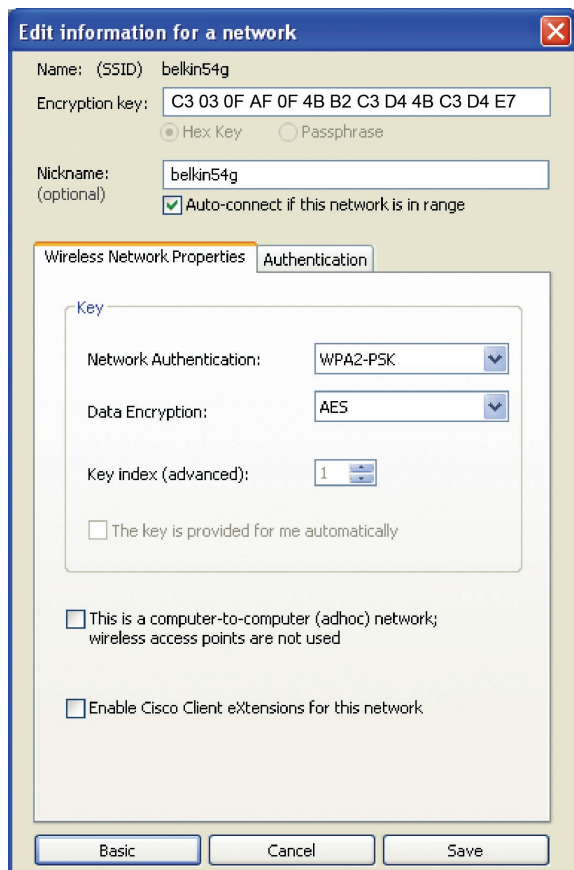 Edit information for a network
Name: (SSID) belkin54g
Encryption key: C3 03 0F AF 0F 4B B2 C3 D4 4B C3 D4 E7
Hex Key Passphrase
Nickname: belkin54g
(optional)
Auto-connect if this network is in range
Wireless Network Properties Authentication
Key
Network Authentication: WPA2-PSK
Data Encryption: AES
Key index (advanced): 1
The key is provided for me automatically
This is a computer-to-computer (adhoc) network;
wireless access points are not used
Enable Cisco Client eXtensions for this network
Basic Cancel Save